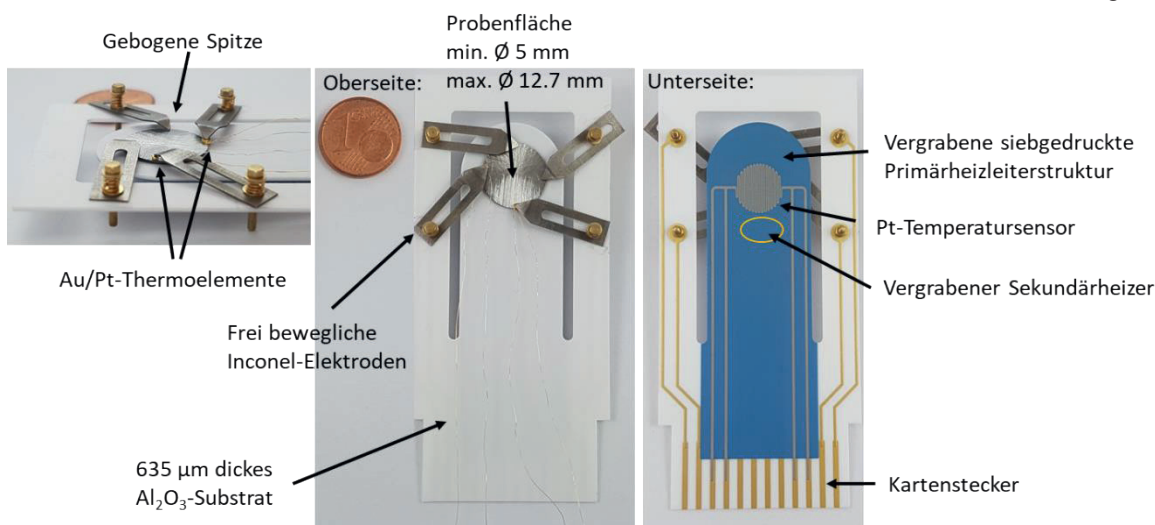 Gebogene Spitze
Au/Pt-Thermoelemente
Probenfläche
min. Ø 5 mm
max. Ø 12.7 mm
Oberseite:
Frei bewegliche
Inconel-Elektroden
635 µm dickes
Al₂O₃-Substrat
Unterseite:
Vergrabene siebgedruckte
Primärheizleiterstruktur
Pt-Temperatursensor
Vergrabener Sekundärheizer
Kartenstecker